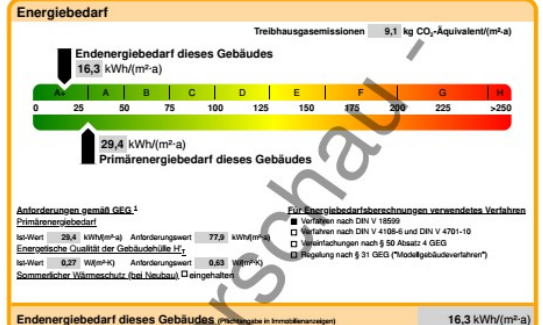 Energiebedarf
Treibhausgasemissionen 9,1 kg CO₂-Äquivalent/(m²·a)
Endenergiebedarf dieses Gebäudes
16,3 kWh/(m²·a)
A+ A B C D E F G H
0 25 50 75 100 125 150 175 200 225 >250
29,4 kWh/(m²·a)
Primärenergiebedarf dieses Gebäudes
Anforderungen gemäß GEG ¹
Für Energiebedarfsberechnungen verwendetes Verfahren
Primärenergiebedarf
■ Verfahren nach DIN V 18599
Ist-Wert 29,4 kWh/(m²·a) Anforderungswert 77,9 kWh/(m²·a)
□ Verfahren nach DIN V 4108-6 und DIN V 4701-10
Energetische Qualität der Gebäudehülle H'T
□ Vereinfachungen nach § 50 Absatz 4 GEG
Ist-Wert 0,27 W/(m²·K) Anforderungswert 0,63 W/(m²·K)
□ Regelung nach § 31 GEG ("Modellgebäudeverfahren")
Sommerlicher Wärmeschutz (bei Neubau) □ eingehalten
Endenergiebedarf dieses Gebäudes (Pflichtangabe in Immobilienanzeigen) 16,3 kWh/(m²·a)
rschau -